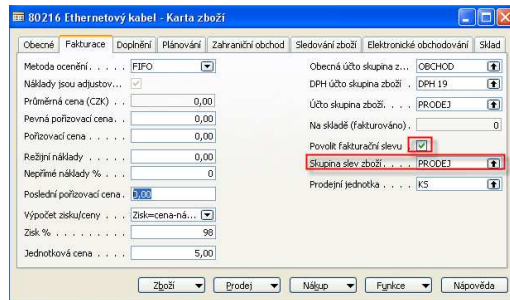 80216 Ethernetový kabel - Karta zboží
Obecné Fakturace Doplnění Plánování Zahraniční obchod Sledování zboží Elektronické obchodování Sklad
Metoda ocenění. . . . . FIFO
Náklady jsou adjustov...
Průměrná cena (CZK) . . 0,00
Pevná pořizovací cena. . 0,00
Pořizovací cena . . . . . 0,00
Režijní náklady . . . . . 0,00
Nepřímé náklady % . . . 0
Poslední pořizovací cena. 0,00
Výpočet zisku/ceny . . . Zisk=cena-ná...
Zisk % . . . . . . . . . 98
Jednotková cena . . . . 5,00
Obecná účto skupina z... OBCHOD
DPH účto skupina zboží . DPH 19
Účto skupina zboží. . . . PRODEJ
Na skladě (fakturováno). 0
Povolit fakturační slevu .
Skupina slev zboží. . . . PRODEJ
Prodejní jednotka . . . . KS
Zboží Prodej Nákup Funkce Nápověda